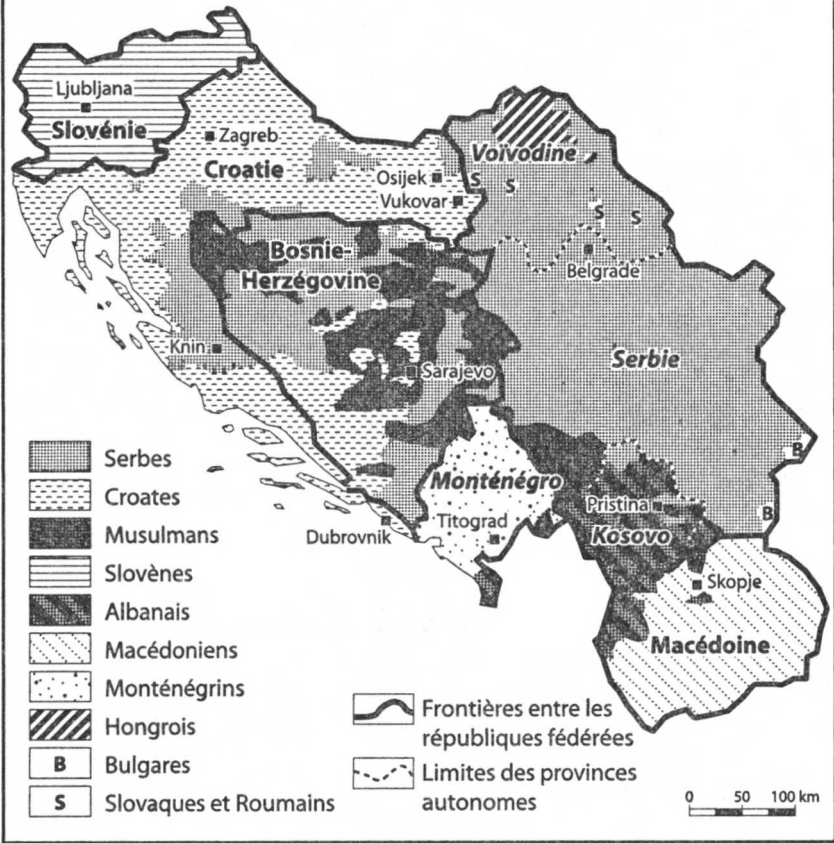 Ljubljana
Slovénie
Zagreb
Croatie
Osijek
Vukovar
Voïvodine
S
S
S
S
Belgrade
Bosnie-
Herzégovine
Knin
Sarajevo
Serbie
B
B
Monténégro
Titograd
Dubrovnik
Pristina
Kosovo
Skopje
Macédoine
Serbes
Croates
Musulmans
Slovènes
Albanais
Macédoniens
Monténégrins
Hongrois
B Bulgares
S Slovaques et Roumains
Frontières entre les
républiques fédérées
Limites des provinces
autonomes
0 50 100 km